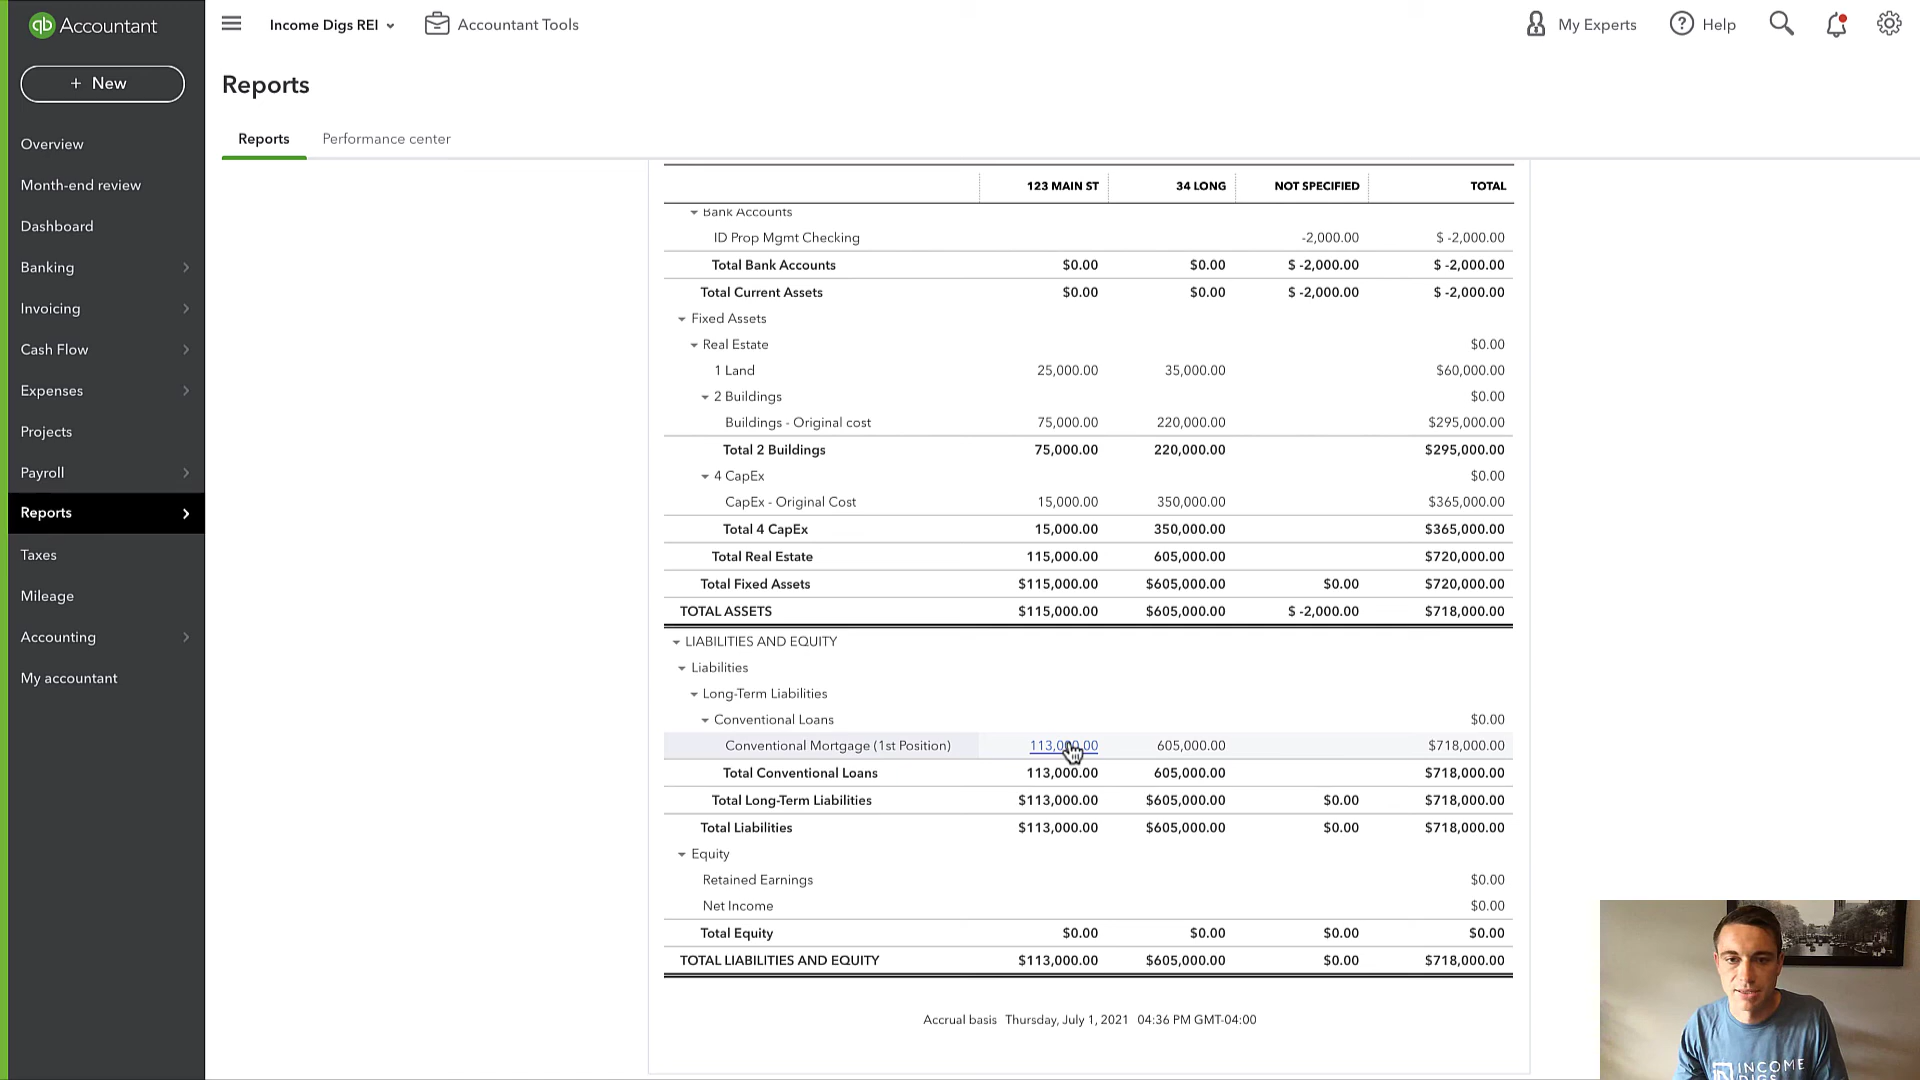 qb Accountant
Income Digs REI
Accountant Tools
My Experts
Help
+ New
Reports
Reports
Performance center
Overview
Month-end review
Dashboard
Banking
Invoicing
Cash Flow
Expenses
Projects
Payroll
Reports
Taxes
Mileage
Accounting
My accountant
123 MAIN ST 34 LONG NOT SPECIFIED TOTAL
Bank Accounts
ID Prop Mgmt Checking -2,000.00 $ -2,000.00
Total Bank Accounts $0.00 $0.00 $ -2,000.00 $ -2,000.00
Total Current Assets $0.00 $0.00 $ -2,000.00 $ -2,000.00
Fixed Assets
Real Estate $0.00
1 Land 25,000.00 35,000.00 $60,000.00
2 Buildings $0.00
Buildings - Original cost 75,000.00 220,000.00 $295,000.00
Total 2 Buildings 75,000.00 220,000.00 $295,000.00
4 CapEx $0.00
CapEx - Original Cost 15,000.00 350,000.00 $365,000.00
Total 4 CapEx 15,000.00 350,000.00 $365,000.00
Total Real Estate 115,000.00 605,000.00 $720,000.00
Total Fixed Assets $115,000.00 $605,000.00 $0.00 $720,000.00
TOTAL ASSETS $115,000.00 $605,000.00 $ -2,000.00 $718,000.00
LIABILITIES AND EQUITY
Liabilities
Long-Term Liabilities
Conventional Loans $0.00
Conventional Mortgage (1st Position) 113,000.00 605,000.00 $718,000.00
Total Conventional Loans 113,000.00 605,000.00 $718,000.00
Total Long-Term Liabilities $113,000.00 $605,000.00 $0.00 $718,000.00
Total Liabilities $113,000.00 $605,000.00 $0.00 $718,000.00
Equity
Retained Earnings $0.00
Net Income $0.00
Total Equity $0.00 $0.00 $0.00 $0.00
TOTAL LIABILITIES AND EQUITY $113,000.00 $605,000.00 $0.00 $718,000.00
Accrual basis Thursday, July 1, 2021 04:36 PM GMT-04:00
INCOME
DIGS